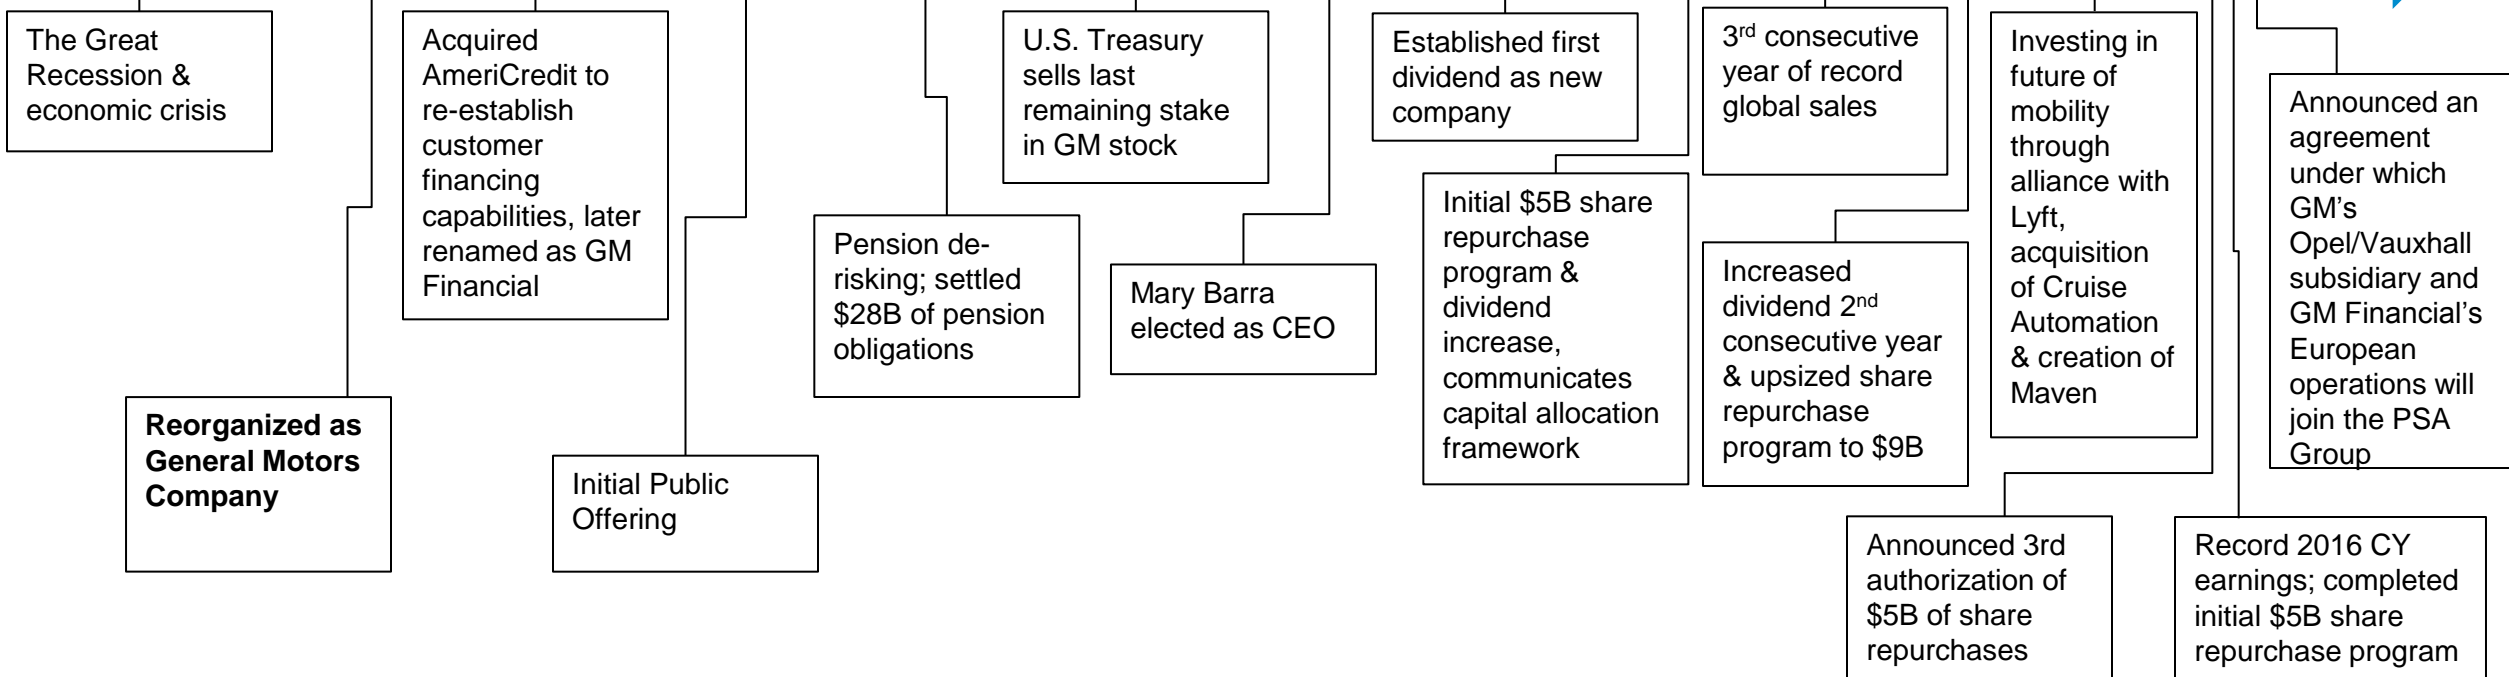 The Great
Recession &
economic crisis
Reorganized as
General Motors
Company
Acquired
AmeriCredit to
re-establish
customer
financing
capabilities, later
renamed as GM
Financial
Initial Public
Offering
Pension de-
risking; settled
$28B of pension
obligations
U.S. Treasury
sells last
remaining stake
in GM stock
Mary Barra
elected as CEO
Established first
dividend as new
company
Initial $5B share
repurchase
program &
dividend
increase,
communicates
capital allocation
framework
3rd consecutive
year of record
global sales
Increased
dividend 2nd
consecutive year
& upsized share
repurchase
program to $9B
Investing in
future of
mobility
through
alliance with
Lyft,
acquisition
of Cruise
Automation
& creation of
Maven
Announced 3rd
authorization of
$5B of share
repurchases
Record 2016 CY
earnings; completed
initial $5B share
repurchase program
Announced an
agreement
under which
GM’s
Opel/Vauxhall
subsidiary and
GM Financial’s
European
operations will
join the PSA
Group